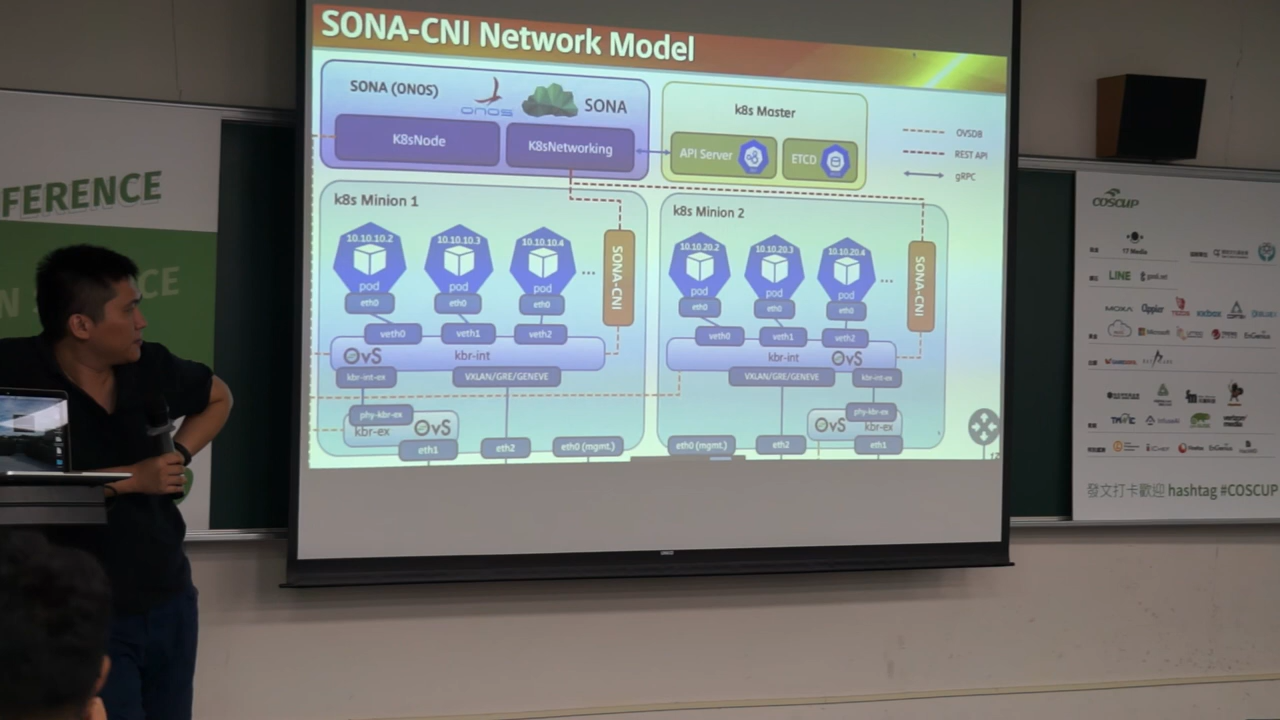 SONA-CNI Network Model
SONA (ONOS)
ONOS
SONA
K8sNode
K8sNetworking
k8s Master
API Server
ETCD
OVSDB
REST API
gRPC
k8s Minion 1
10.10.10.2
10.10.10.3
10.10.10.4
pod
pod
pod
...
eth0
eth0
eth0
SONA-CNI
veth0
veth1
veth2
OvS
kbr-int
kbr-int-ex
VXLAN/GRE/GENEVE
phy-kbr-ex
kbr-ex
OvS
eth1
eth2
eth0 (mgmt.)
k8s Minion 2
10.10.20.2
10.10.20.3
10.10.20.4
pod
pod
pod
...
eth0
eth0
eth0
SONA-CNI
veth0
veth1
veth2
kbr-int
OvS
VXLAN/GRE/GENEVE
kbr-int-ex
phy-kbr-ex
OvS
kbr-ex
eth0 (mgmt.)
eth2
eth1
FERENCE
CE
COSCUP
LINE
MOXA
Appier
Microsoft
發文打卡歡迎 hashtag #COSCUP